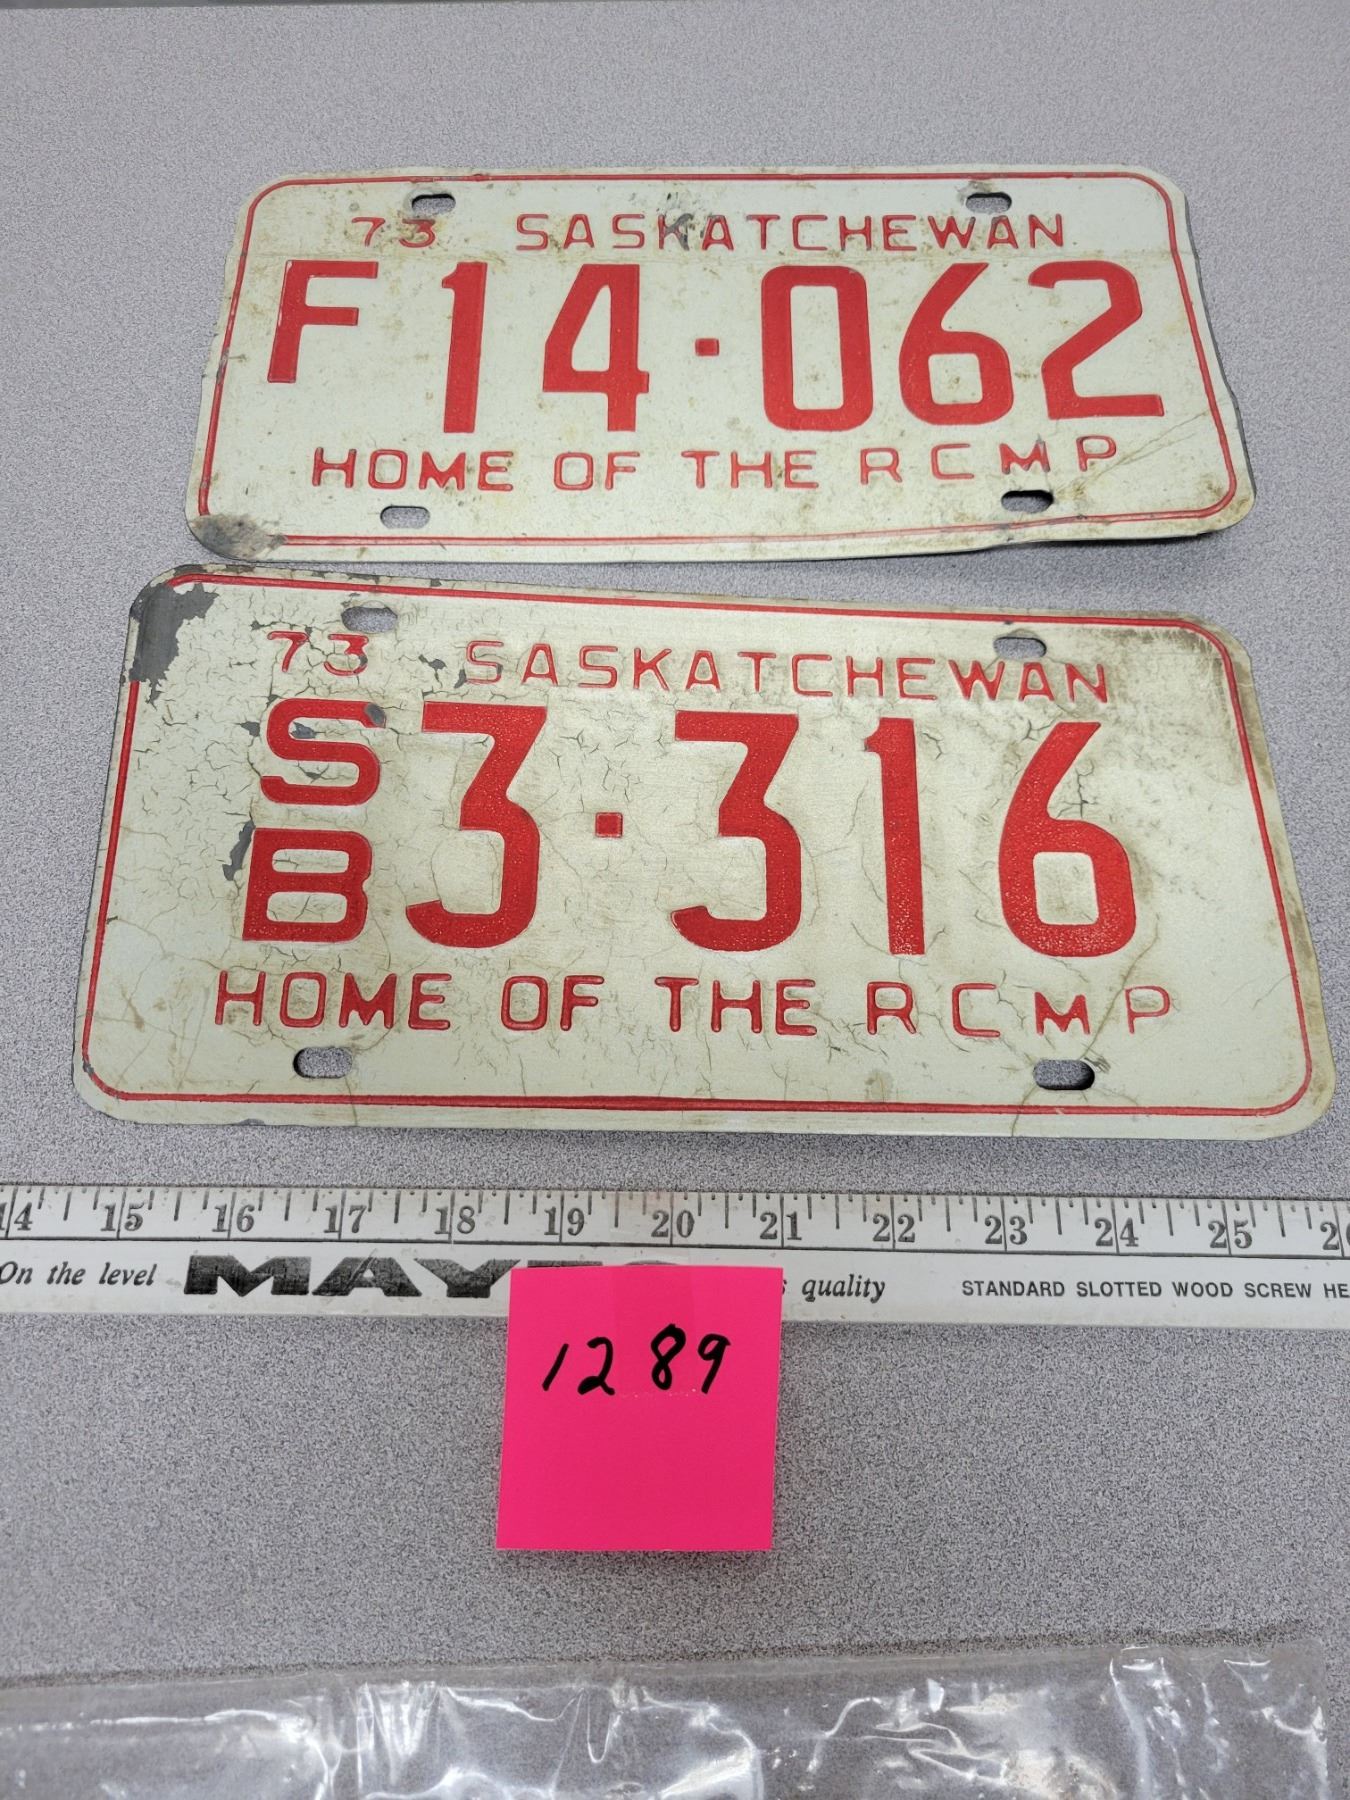 73 SASKATCHEWAN
F14·062
HOME OF THE RCMP
73 SASKATCHEWAN
SB3·316
HOME OF THE RCMP
14 15 16 17 18 19 20 21 22 23 24 25
On the level quality STANDARD SLOTTED WOOD SCREW
1289